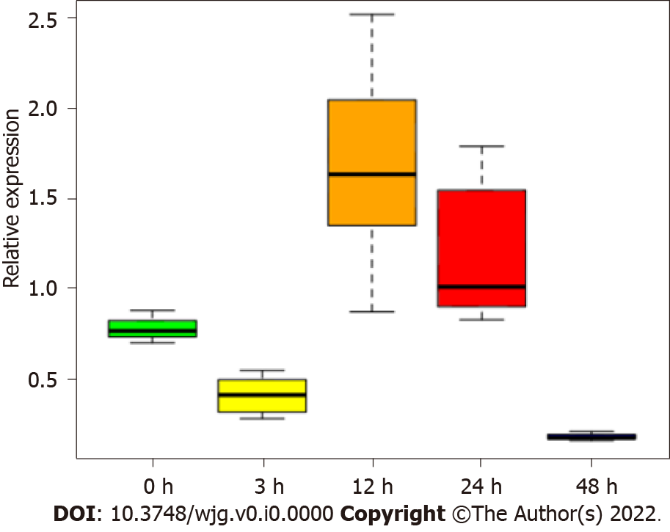 Relative expression
2.5
2.0
1.5
1.0
0.5
0 h 3 h 12 h 24 h 48 h
DOI: 10.3748/wjg.v0.i0.0000 Copyright ©The Author(s) 2022.